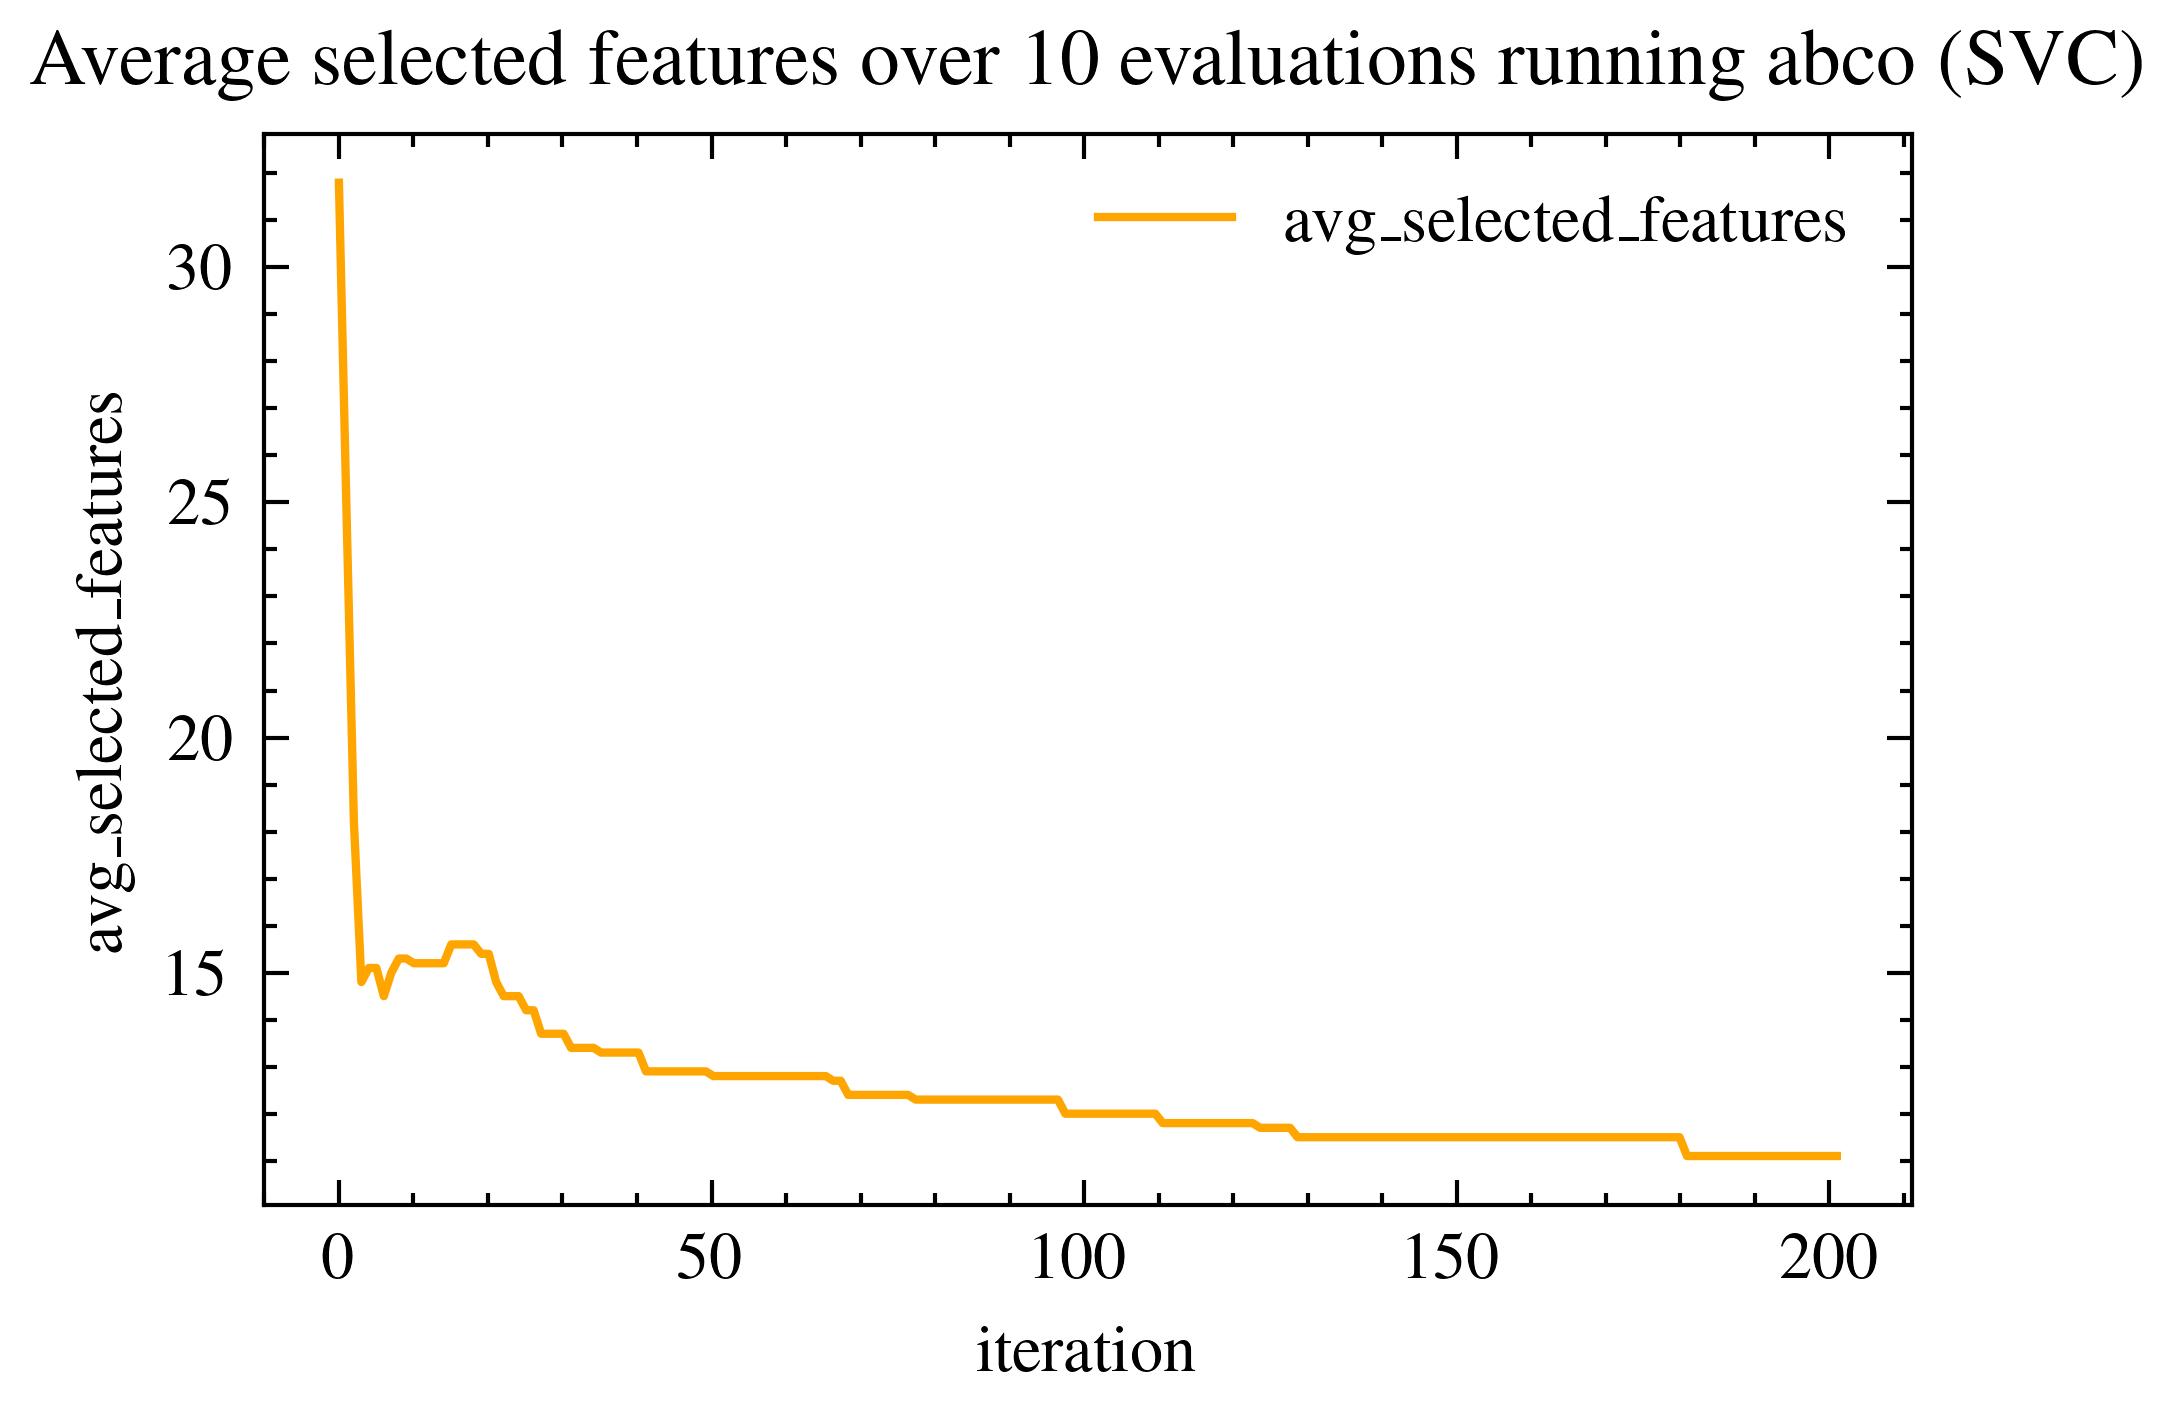 Average selected features over 10 evaluations running abco (SVC)
avg_selected_features
30
25
20
15
avg_selected_features
0 50 100 150 200
iteration